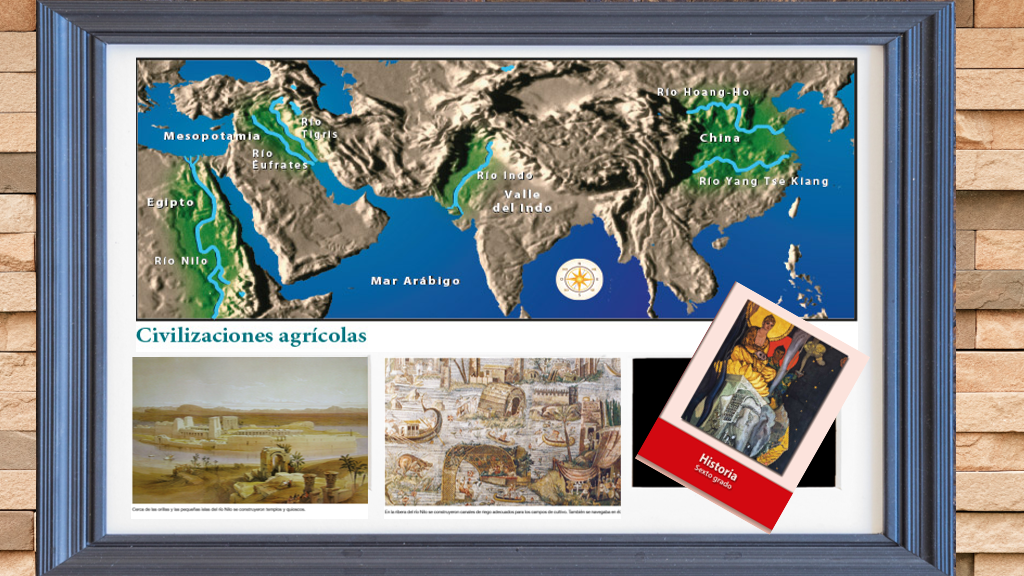 Río Hoang-Ho
Río
Tigris
Mesopotamia
China
Río
Éufrates
Río Indo
Río Yang Tse Kiang
Valle
del Indo
Egipto
Río Nilo
Mar Arábigo
Civilizaciones agrícolas
Historia
Sexto grado
Cerca de las orillas y las pequeñas islas del río Nilo se construyeron templos y quioscos.
En la ribera del río Nilo se construyeron canales de riego adecuados para los campos de cultivo. También se navegaba en él